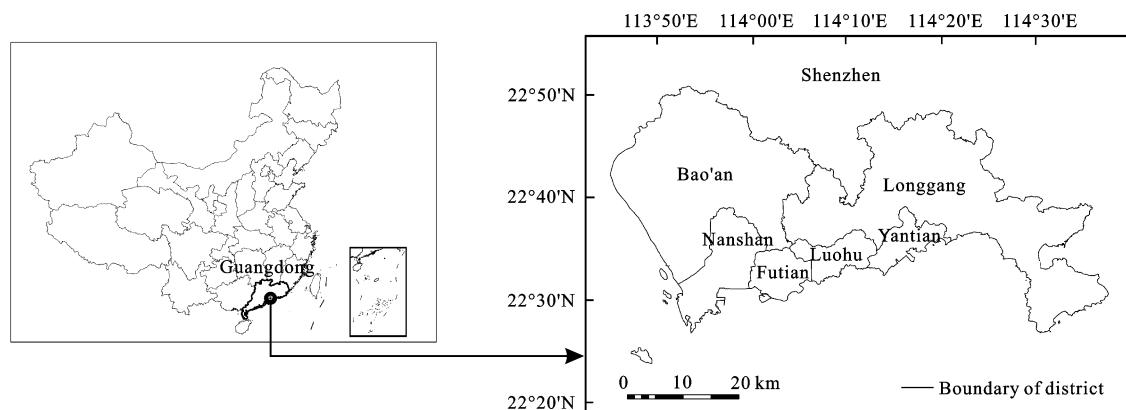 113°50'E 114°00'E 114°10'E 114°20'E 114°30'E
Shenzhen
22°50'N
Bao'an
Longgang
22°40'N
Nanshan
Yantian
Luohu
Guangdong
Futian
22°30'N
0 10 20 km
Boundary of district
22°20'N